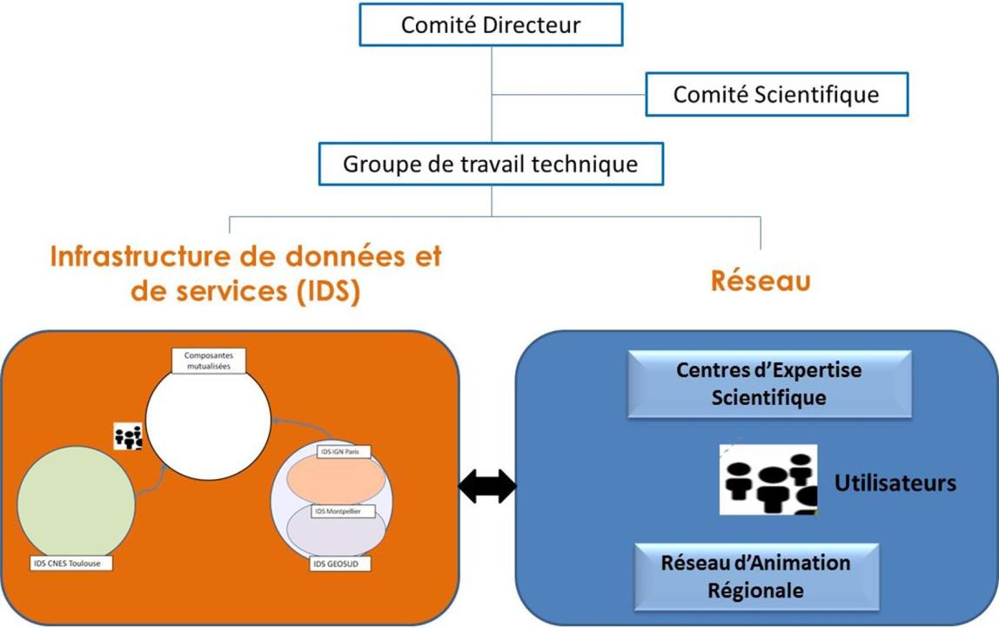 Comité Directeur
Comité Scientifique
Groupe de travail technique
Infrastructure de données et
de services (IDS)
Réseau
Composantes
mutualisées
IDS IGN Paris
IDS Montpellier
IDS CNES Toulouse
IDS GEOSUD
Centres d’Expertise
Scientifique
Utilisateurs
Réseau d’Animation
Régionale